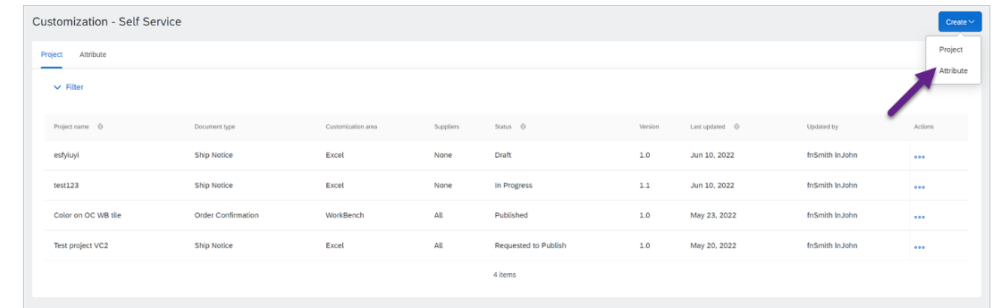 Customization - Self Service
Create
Project
Attribute
Project Attribute
Filter
Project name Document type Customization area Suppliers Status Version Last updated Updated by Actions
esfyiuyi Ship Notice Excel None Draft 1.0 Jun 10, 2022 fnSmith lnJohn
test123 Ship Notice Excel None In Progress 1.1 Jun 10, 2022 fnSmith lnJohn
Color on OC WB tile Order Confirmation WorkBench All Published 1.0 May 23, 2022 fnSmith lnJohn
Test project VC2 Ship Notice Excel All Requested to Publish 1.0 May 20, 2022 fnSmith lnJohn
4 items